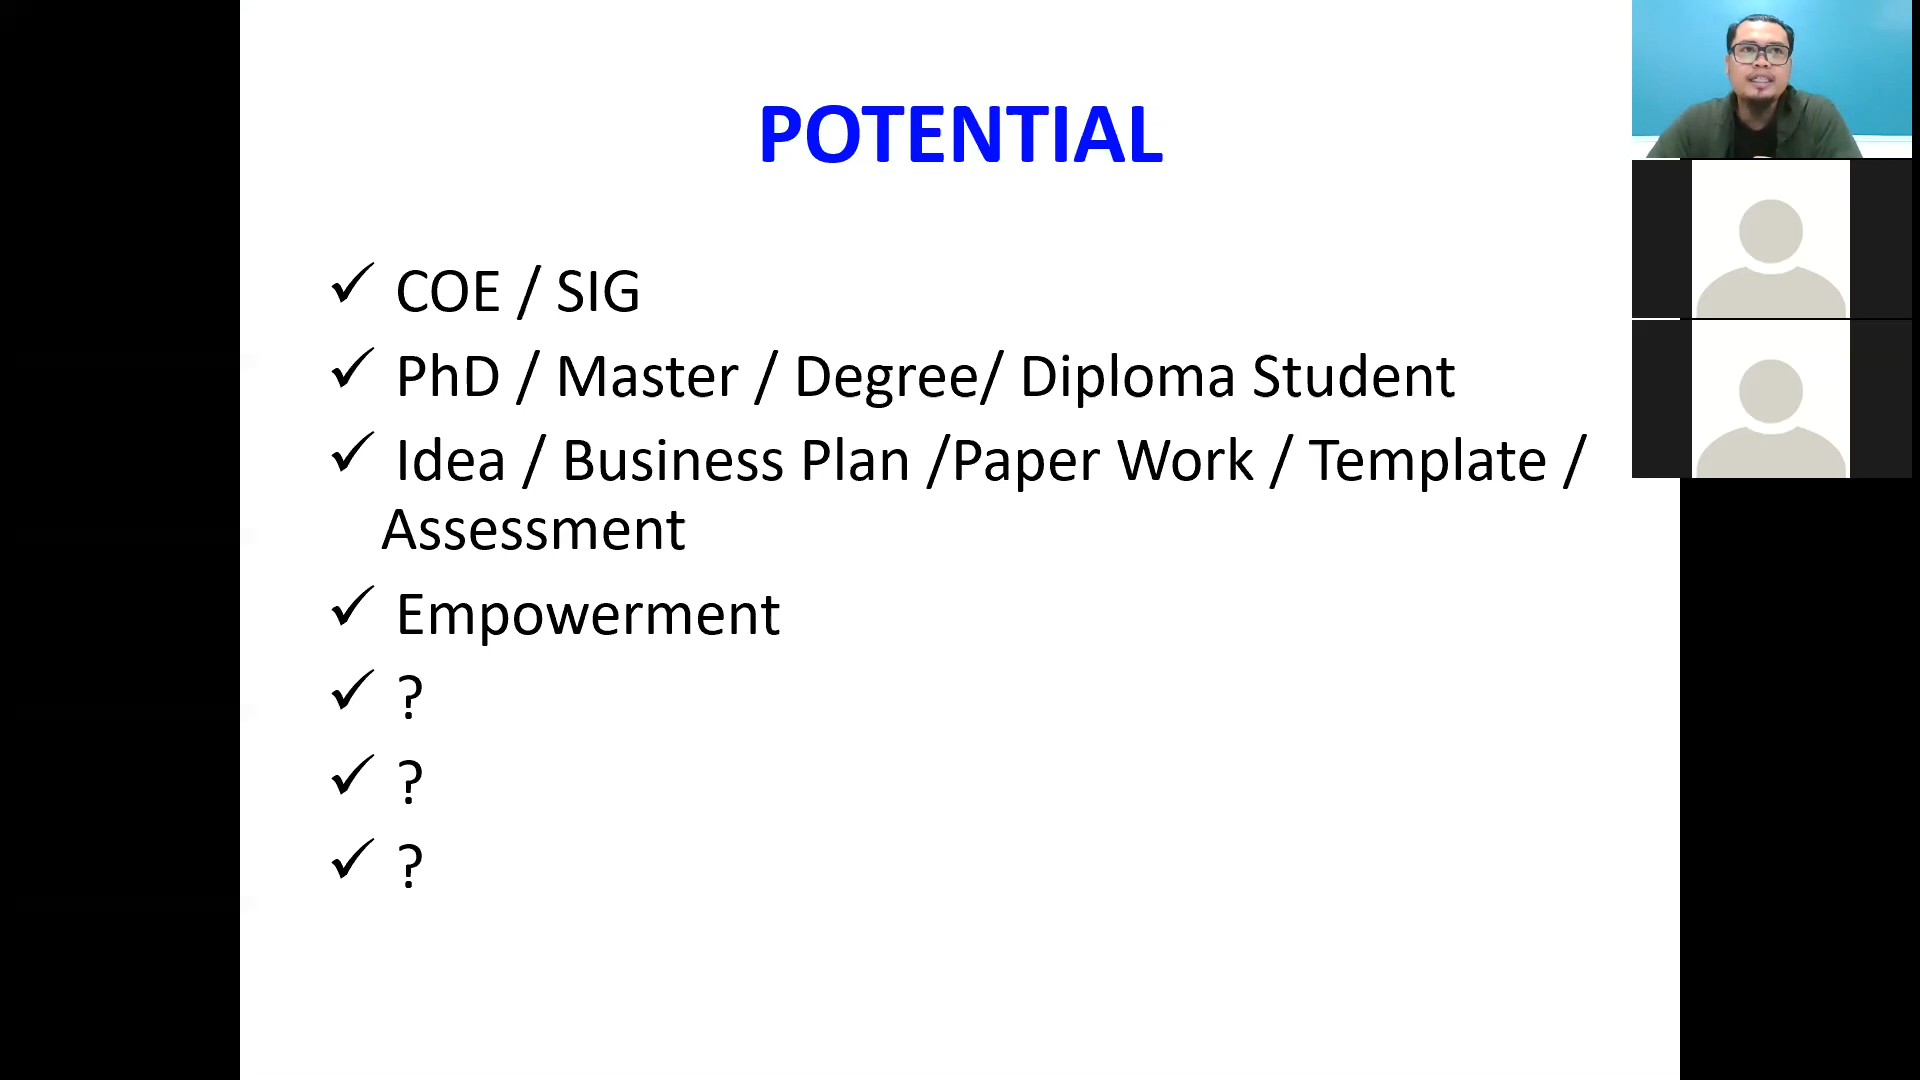 POTENTIAL
✓ COE / SIG
✓ PhD / Master / Degree/ Diploma Student
✓ Idea / Business Plan /Paper Work / Template /
Assessment
✓ Empowerment
✓ ?
✓ ?
✓ ?